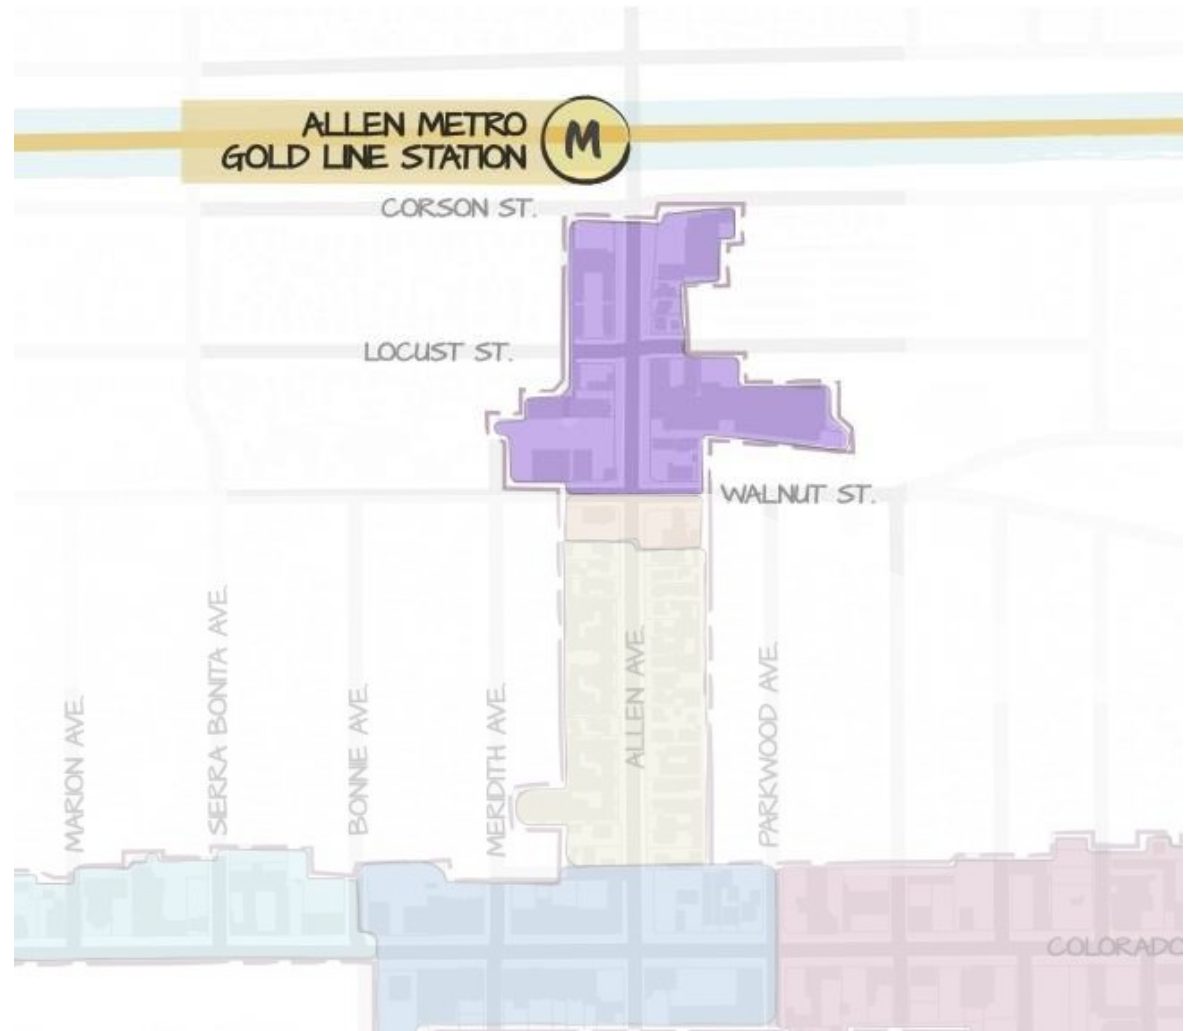 ALLEN METRO
GOLD LINE STATION
M
CORSON ST.
LOCUST ST.
WALNUT ST.
MARION AVE.
SIERRA BONITA AVE.
BONNIE AVE.
MERIDITH AVE.
ALLEN AVE.
PARKWOOD AVE.
COLORADO